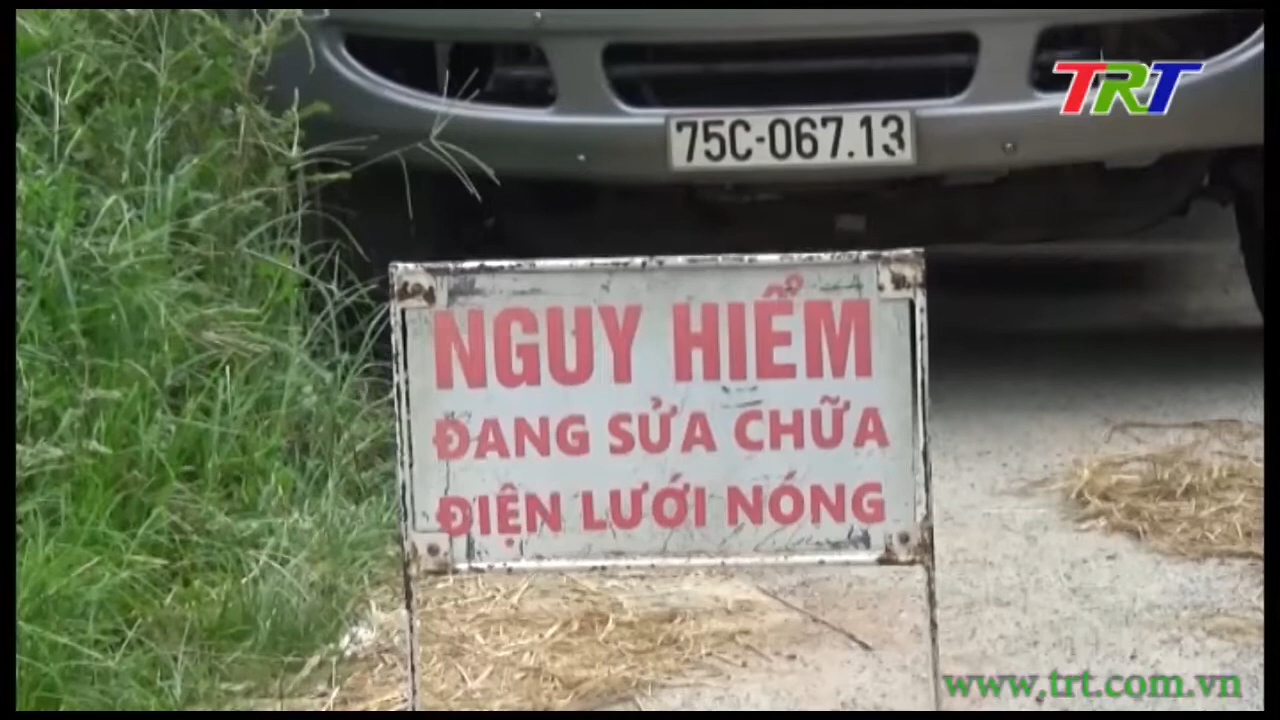 TRT
75C-067.13
NGUY HIỂM
ĐANG SỬA CHỮA
ĐIỆN LƯỚI NÓNG
www.trt.com.vn